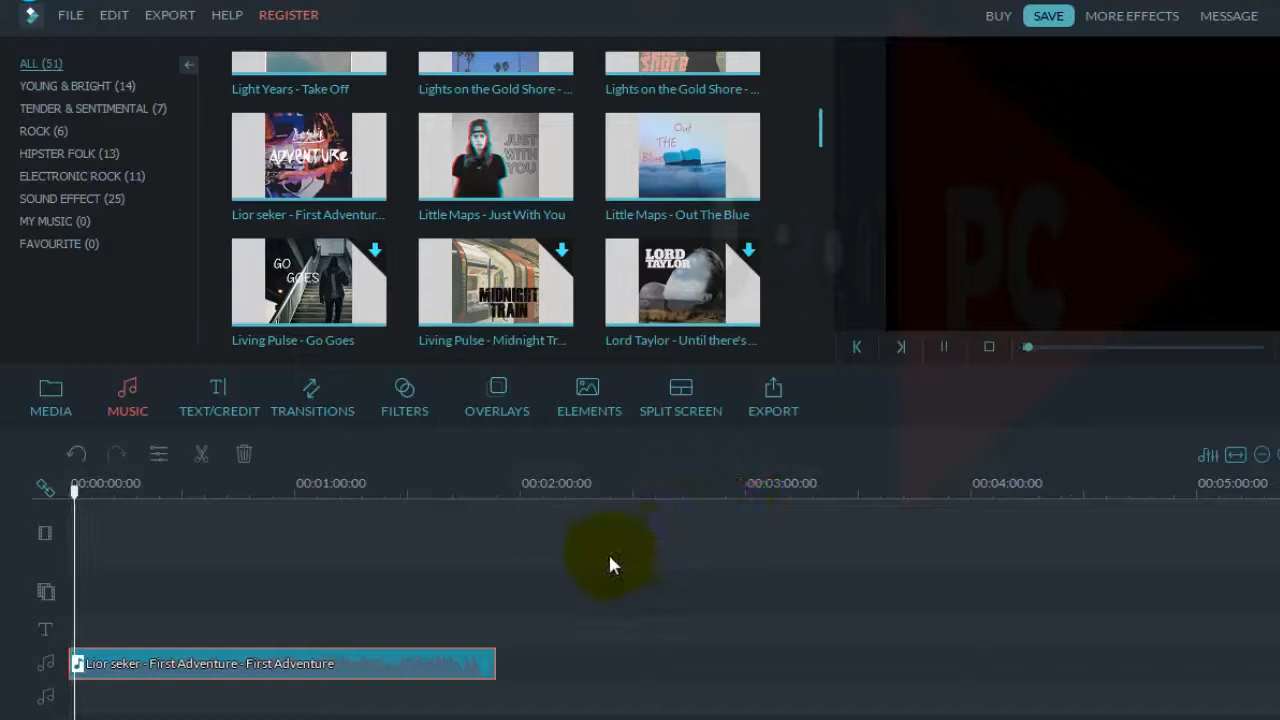 FILE EDIT EXPORT HELP REGISTER BUY SAVE MORE EFFECTS MESSAGE
ALL (51)
YOUNG & BRIGHT (14)
TENDER & SENTIMENTAL (7)
ROCK (6)
HIPSTER FOLK (13)
ELECTRONIC ROCK (11)
SOUND EFFECT (25)
MY MUSIC (0)
FAVOURITE (0)
Shore
Light Years - Take Off
Lights on the Gold Shore - ...
Lights on the Gold Shore - ...
ADVENTURE
JUST
WITH
YOU
Out
THE
Blue
Lior seker - First Adventur...
Little Maps - Just With You
Little Maps - Out The Blue
GO
GOES
MIDNIGHT
TRAIN
LORD
TAYLOR
Living Pulse - Go Goes
Living Pulse - Midnight Tr...
Lord Taylor - Until there's ...
PC
MEDIA MUSIC TEXT/CREDIT TRANSITIONS FILTERS OVERLAYS ELEMENTS SPLIT SCREEN EXPORT
00:00:00:00 00:01:00:00 00:02:00:00 00:03:00:00 00:04:00:00 00:05:00:00
T
Lior seker - First Adventure - First Adventure